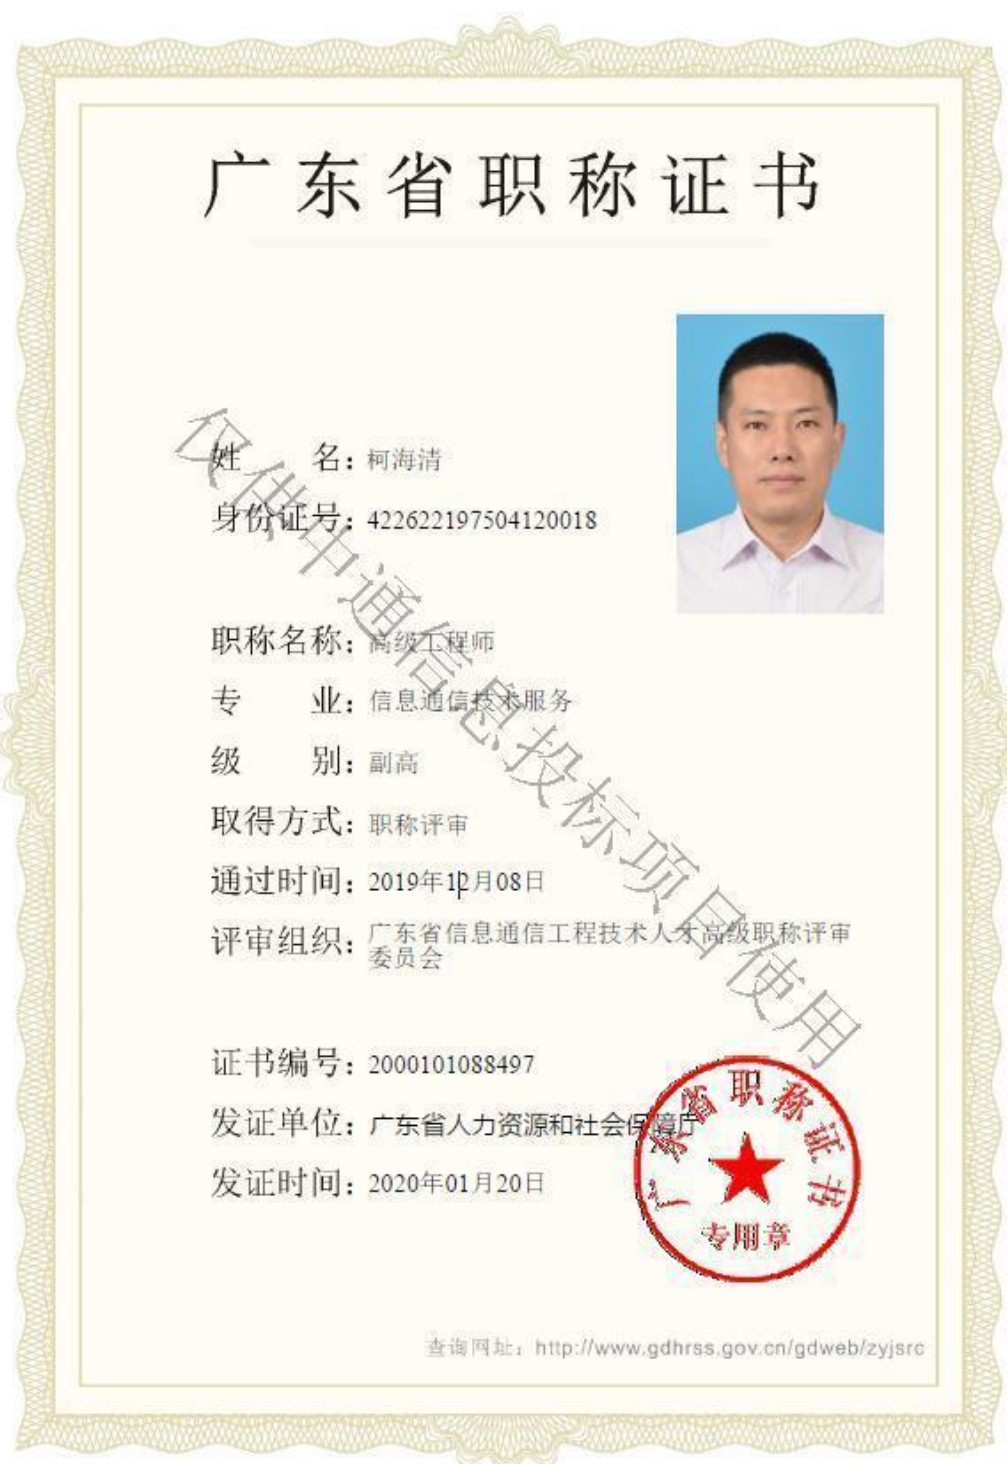 广东省职称证书
姓 名：柯海清
身份证号：422622197504120018
职称名称：高级工程师
专 业：信息通信技术服务
级 别：副高
取得方式：职称评审
通过时间：2019年12月08日
评审组织：广东省信息通信工程技术人才高级职称评审
委员会
证书编号：2000101088497
发证单位：广东省人力资源和社会保障厅
发证时间：2020年01月20日
广东省职称证书
专用章
查询网址：http://www.gdhrss.gov.cn/gdweb/zyjsrc
仅供中通信息投标项目使用